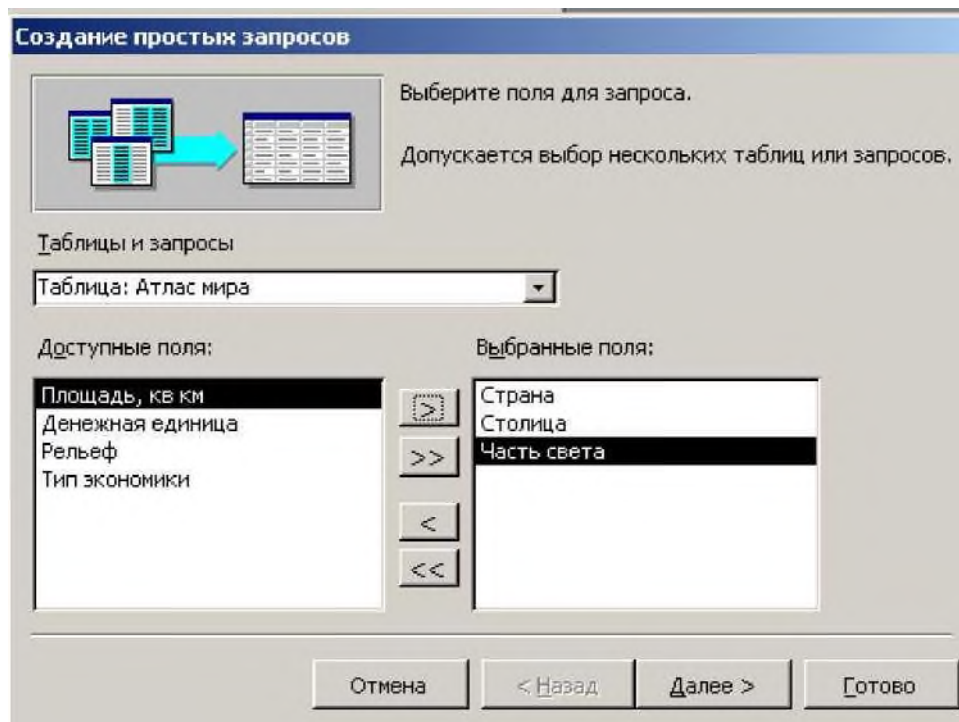 Создание простых запросов
Выберите поля для запроса.
Допускается выбор нескольких таблиц или запросов.
Таблицы и запросы
Таблица: Атлас мира
Доступные поля:
Выбранные поля:
Площадь, кв км
Денежная единица
Рельеф
Тип экономики
>
>>
<
<<
Страна
Столица
Часть света
Отмена
< Назад
Далее >
Готово